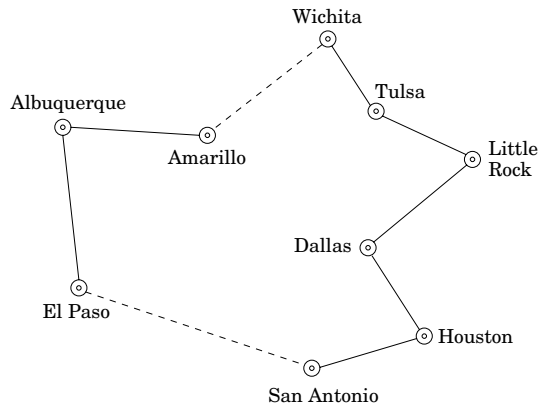 Wichita
Tulsa
Albuquerque
Amarillo
Little
Rock
Dallas
El Paso
Houston
San Antonio